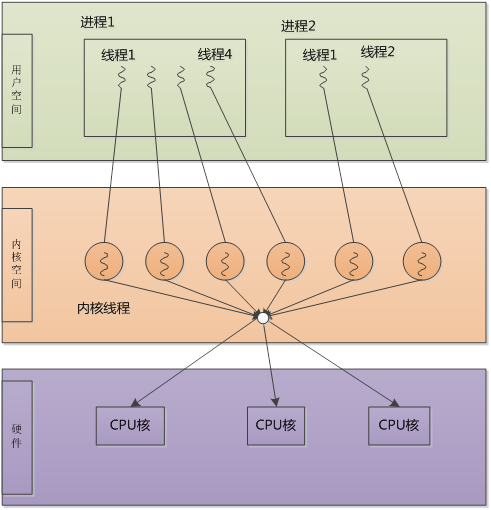 进程1
进程2
线程1
线程4
线程1
线程2
用户空间
内核空间
内核线程
CPU核
CPU核
CPU核
硬件